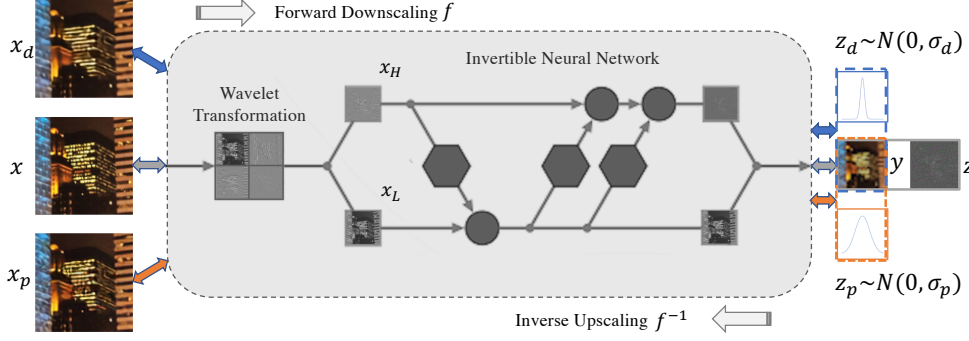 Forward Downscaling f
x_d
z_d~N(0, σ_d)
x_H
Invertible Neural Network
Wavelet
Transformation
x
y
z
x_L
x_p
z_p~N(0, σ_p)
Inverse Upscaling f⁻¹